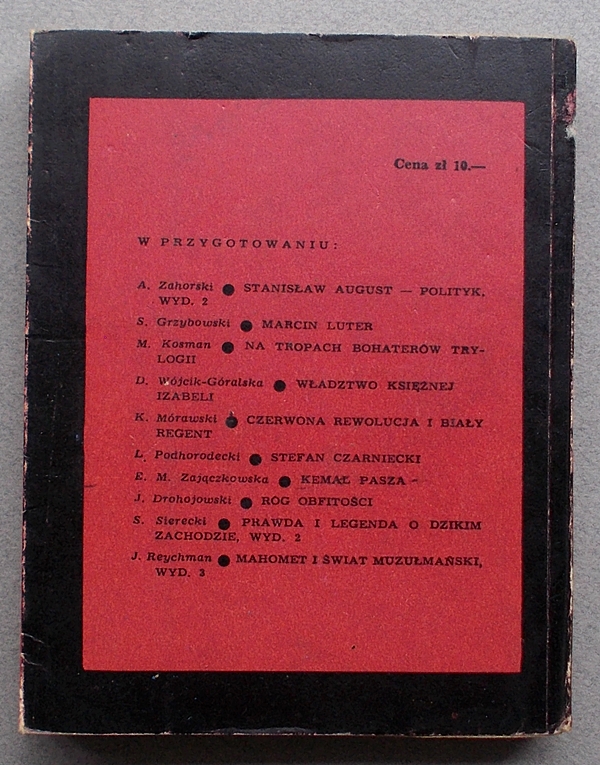 Cena zł 10.—
W PRZYGOTOWANIU:
A. Zahorski ● STANISŁAW AUGUST — POLITYK,
WYD. 2
S. Grzybowski ● MARCIN LUTER
M. Kosman ● NA TROPACH BOHATERÓW TRY-
LOGII
D. Wójcik-Góralska ● WŁADZTWO KSIĘŻNEJ
IZABELI
K. Mórawski ● CZERWONA REWOLUCJA I BIAŁY
REGENT
L. Podhorodecki ● STEFAN CZARNIECKI
E. M. Zajączkowska ● KEMAL PASZA
J. Drohojowski ● RÓG OBFITOŚCI
S. Sierecki ● PRAWDA I LEGENDA O DZIKIM
ZACHODZIE, WYD. 2
J. Reychman ● MAHOMET I ŚWIAT MUZUŁMAŃSKI,
WYD. 3